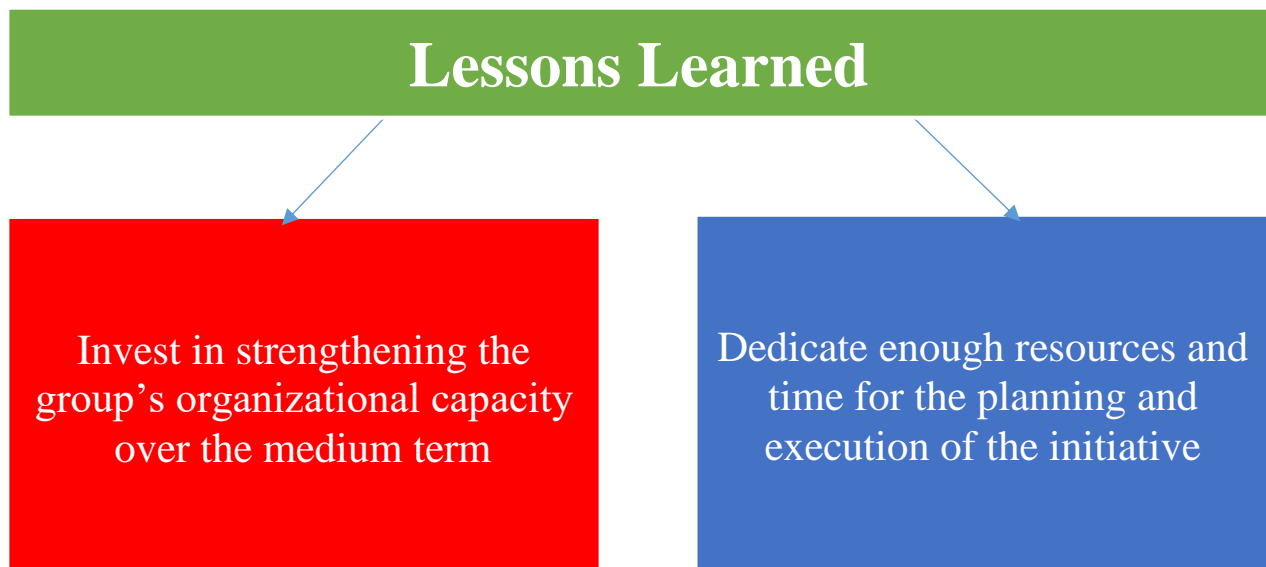 Lessons Learned
Invest in strengthening the
group’s organizational capacity
over the medium term
Dedicate enough resources and
time for the planning and
execution of the initiative